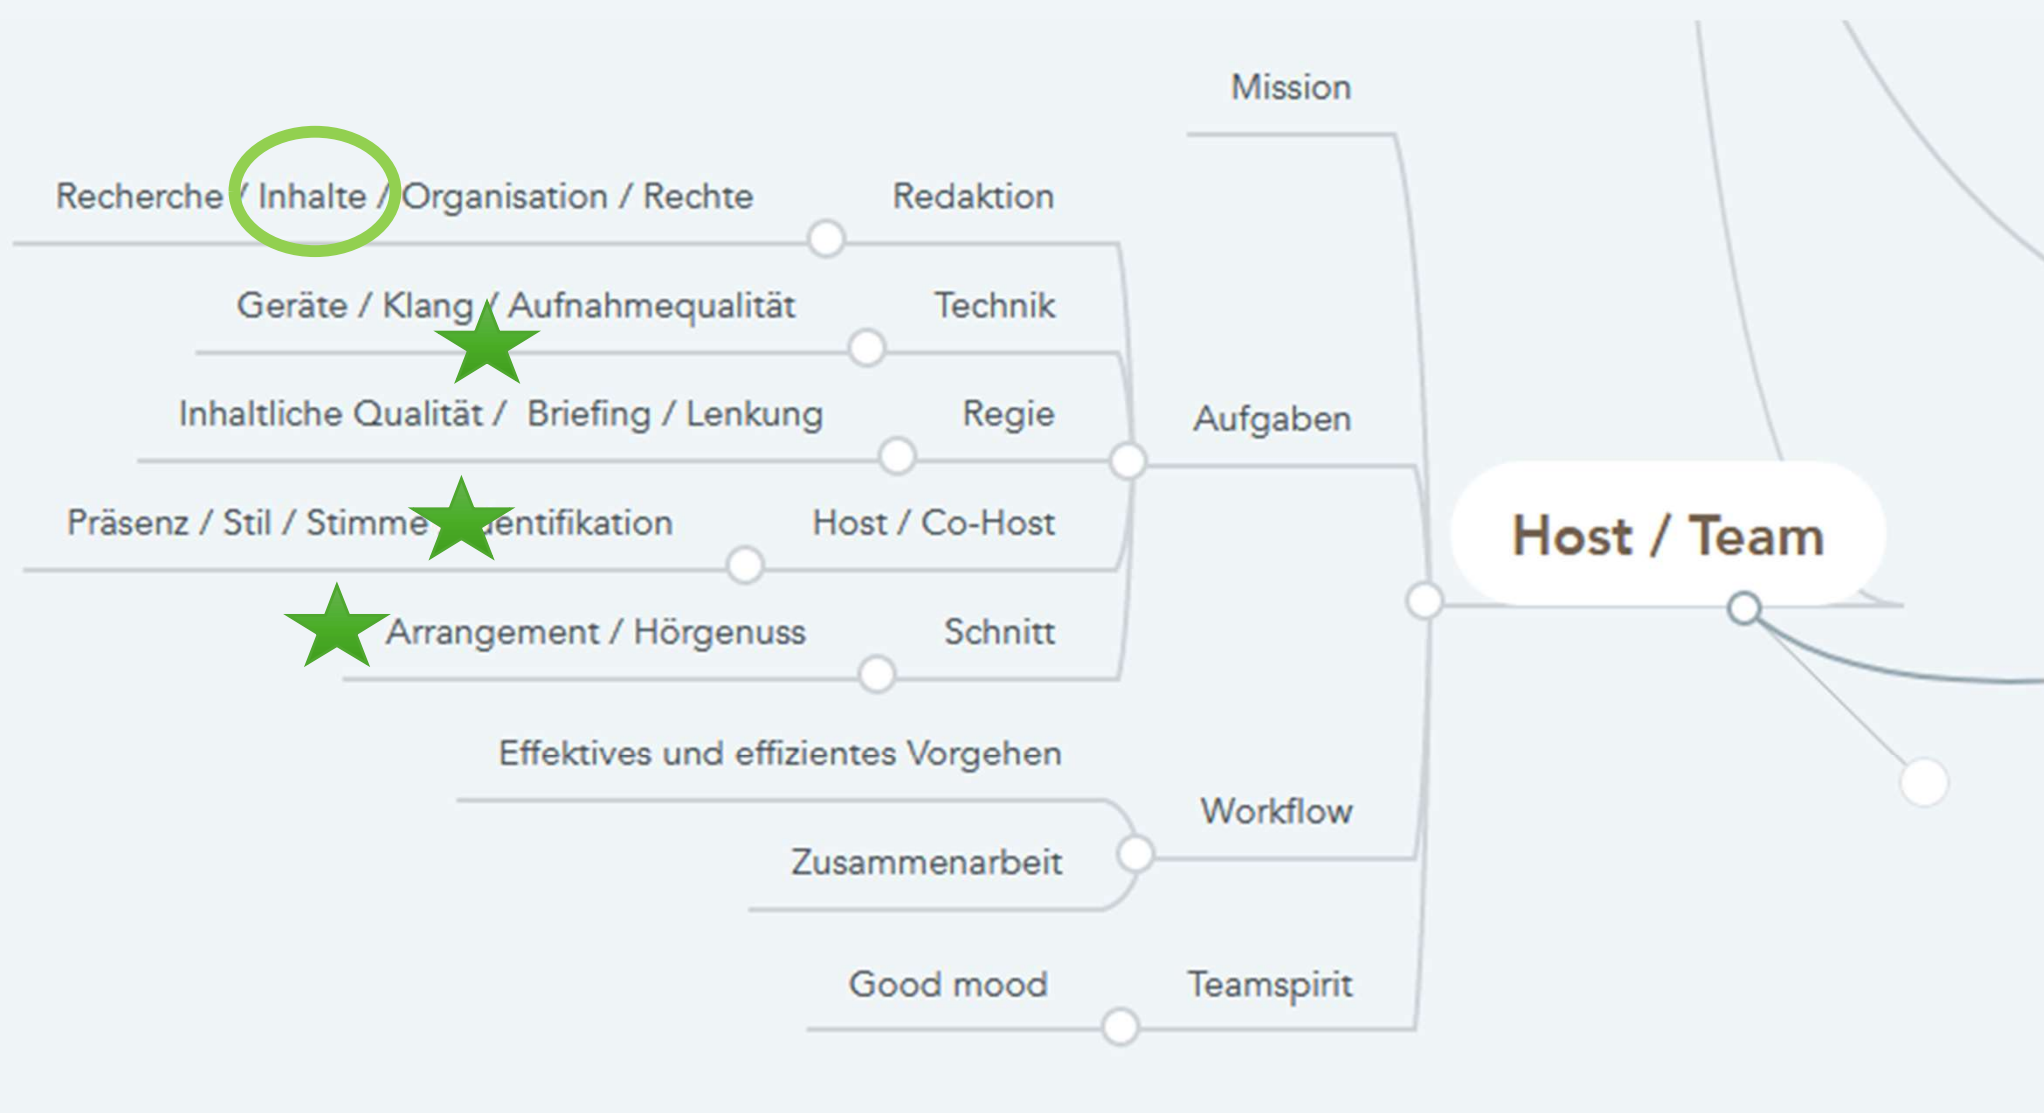 Mission
Recherche / Inhalte / Organisation / Rechte Redaktion
Geräte / Klang / Aufnahmequalität Technik
Inhaltliche Qualität / Briefing / Lenkung Regie
Aufgaben
Präsenz / Stil / Stimme entifikation Host / Co-Host
Host / Team
Arrangement / Hörgenuss Schnitt
Effektives und effizientes Vorgehen
Workflow
Zusammenarbeit
Good mood Teamspirit